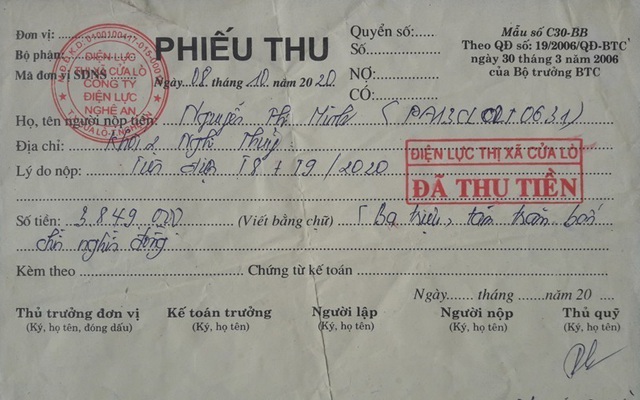 Đơn vị:
Bộ phận:
Mã đơn vị SDNS
ĐIỆN LỰC
THỊ XÃ CỬA LÒ
CÔNG TY
ĐIỆN LỰC
NGHỆ AN
PHIẾU THU
Ngày 08 tháng 10 năm 2020
Quyển số:
Số
NỢ:
CÓ:
Mẫu số C30-BB
Theo QĐ số: 19/2006/QĐ-BTC
ngày 30 tháng 3 năm 2006
của Bộ trưởng BTC
Họ, tên người nộp tiền: Nguyễn Thị Minh (PA13CL0LT0631)
Địa chỉ: Khối 2 Nghi Thủy
Lý do nộp: Tiền điện T8 + T9/2020
ĐIỆN LỰC THỊ XÃ CỬA LÒ
ĐÃ THU TIỀN
Số tiền: 3.849.000 (Viết bằng chữ) (Ba triệu, tám trăm bốn
chín nghìn đồng
Kèm theo Chứng từ kế toán
Ngày tháng năm 20
Thủ trưởng đơn vị Kế toán trưởng Người lập Người nộp Thủ quỹ
(Ký, họ tên, đóng dấu) (Ký, họ tên) (Ký, họ tên) (Ký, họ tên) (Ký, họ tên)